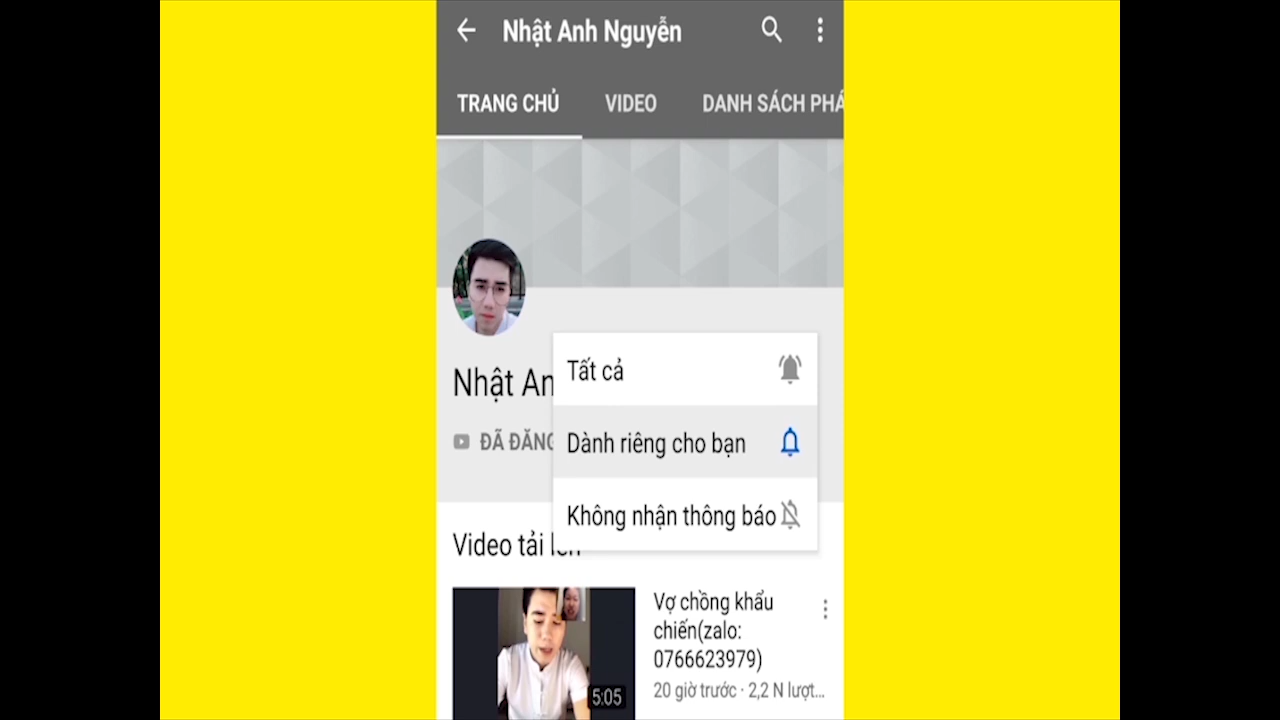 Nhật Anh Nguyễn
TRANG CHỦ VIDEO DANH SÁCH PHÁ
Tất cả
Nhật An
Dành riêng cho bạn
ĐÃ ĐĂNG
Không nhận thông báo
Video tải lên
Vợ chồng khẩu
chiến(zalo:
0766623979)
20 giờ trước · 2,2 N lượt...
5:05